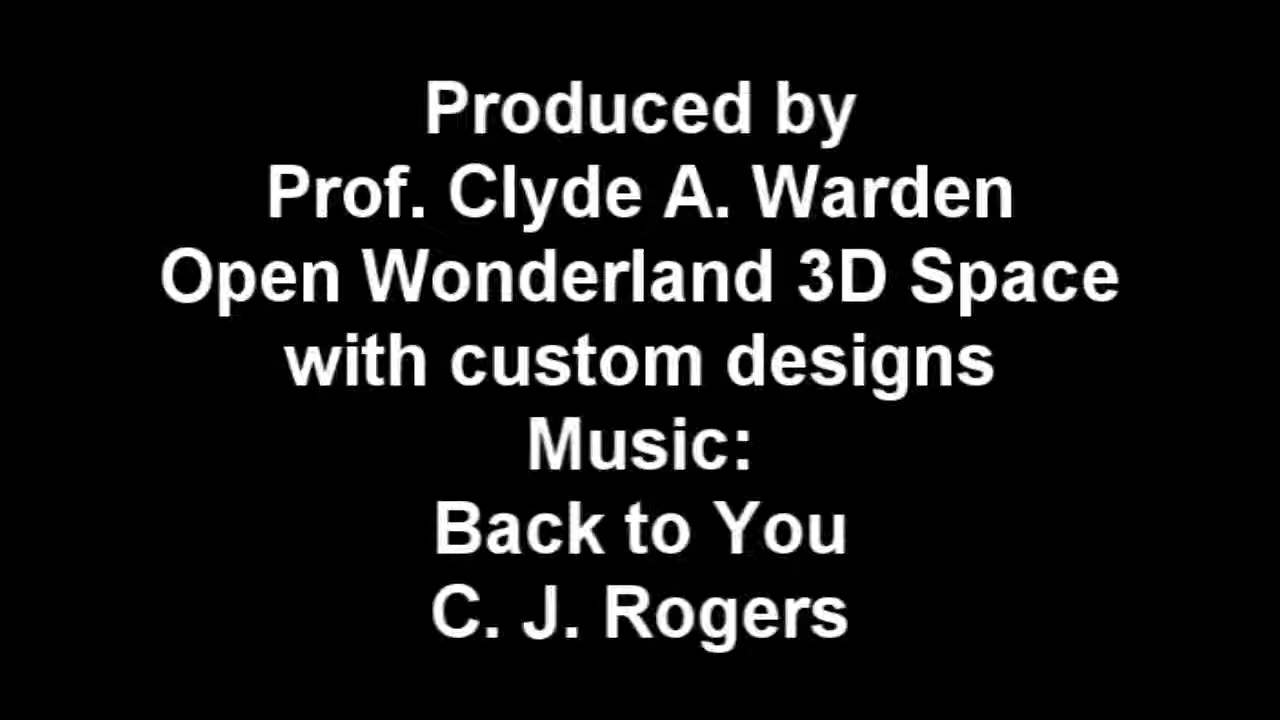 Produced by
Prof. Clyde A. Warden
Open Wonderland 3D Space
with custom designs
Music:
Back to You
C. J. Rogers